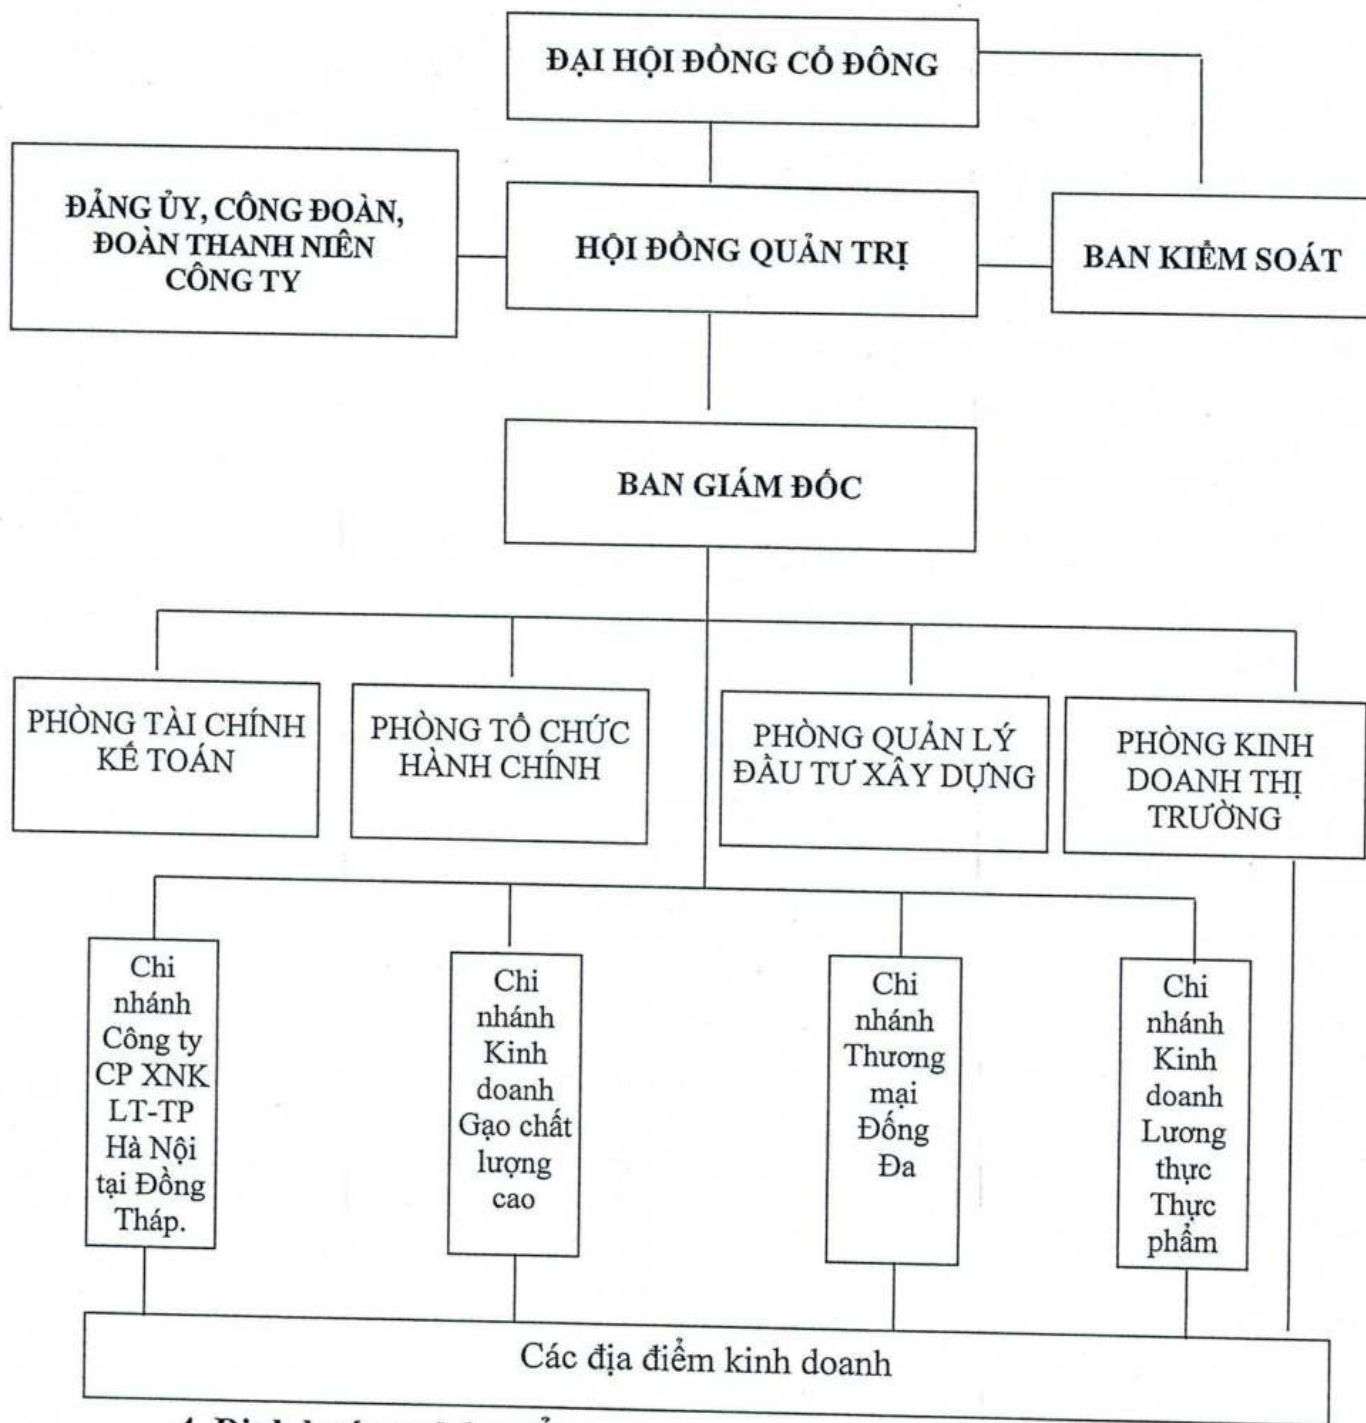 ĐẠI HỘI ĐỒNG CỔ ĐÔNG
ĐẢNG ỦY, CÔNG ĐOÀN,
ĐOÀN THANH NIÊN
CÔNG TY
HỘI ĐỒNG QUẢN TRỊ
BAN KIỂM SOÁT
BAN GIÁM ĐỐC
PHÒNG TÀI CHÍNH
KẾ TOÁN
PHÒNG TỔ CHỨC
HÀNH CHÍNH
PHÒNG QUẢN LÝ
ĐẦU TƯ XÂY DỰNG
PHÒNG KINH
DOANH THỊ
TRƯỜNG
Chi
nhánh
Công ty
CP XNK
LT-TP
Hà Nội
tại Đồng
Tháp.
Chi
nhánh
Kinh
doanh
Gạo chất
lượng
cao
Chi
nhánh
Thương
mại
Đống
Đa
Chi
nhánh
Kinh
doanh
Lương
thực
Thực
phẩm
Các địa điểm kinh doanh
4. Định hướng